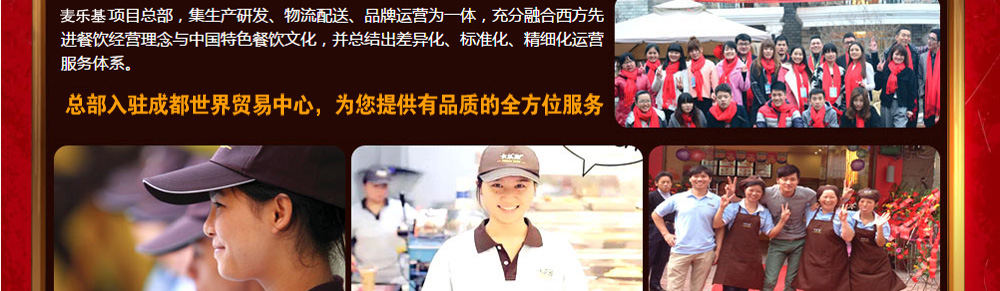 麦乐基项目总部，集生产研发、物流配送、品牌运营为一体，充分融合西方先
进餐饮经营理念与中国特色餐饮文化，并总结出差异化、标准化、精细化运营
服务体系。
总部入驻成都世界贸易中心，为您提供有品质的全方位服务